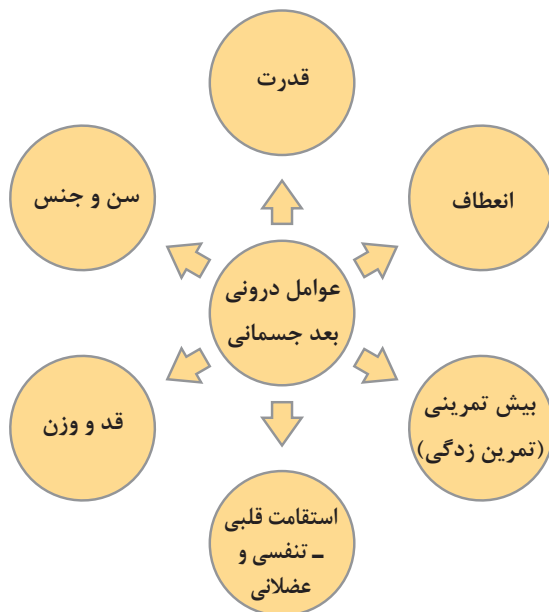 قدرت
انعطاف
سن و جنس
عوامل درونی
بعد جسمانی
بیش تمرینی
(تمرین زدگی)
قد و وزن
استقامت قلبی
ـ تنفسی و
عضلانی